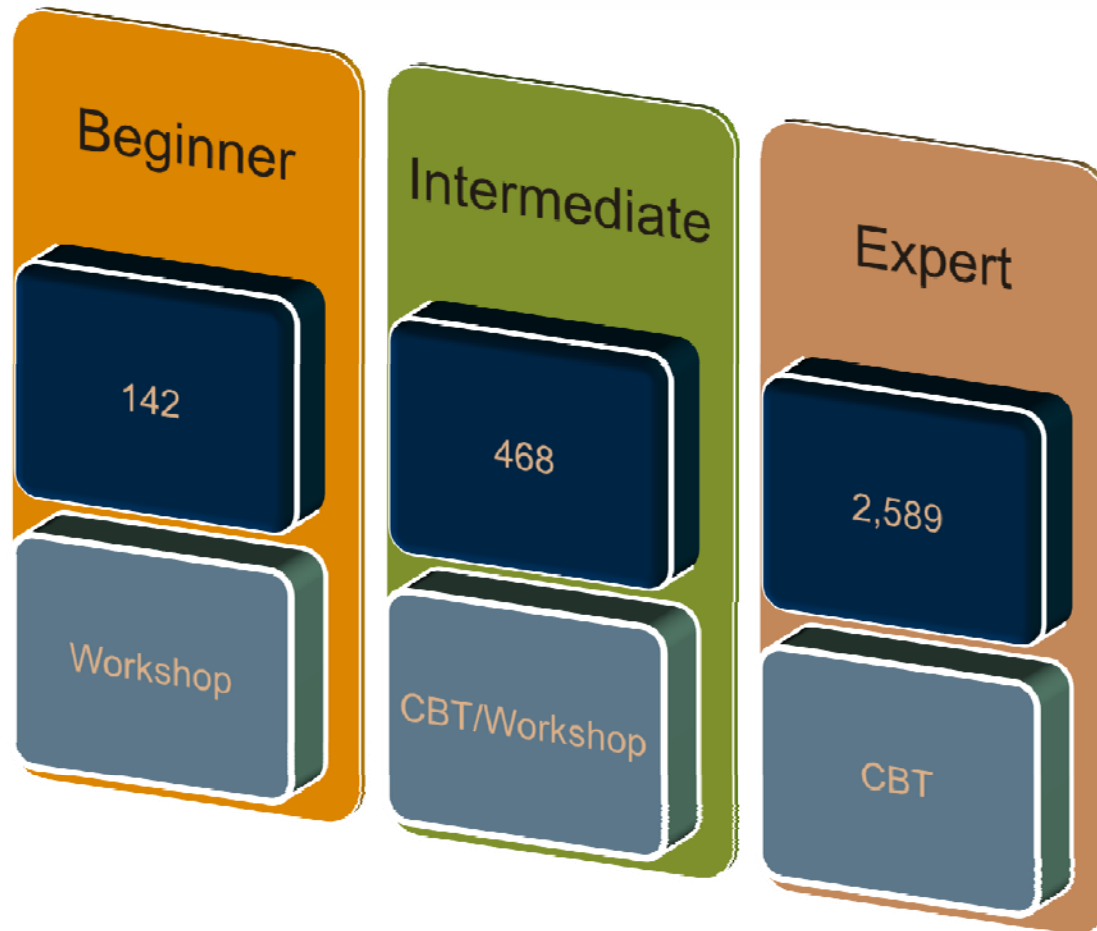 Beginner
142
Workshop
Intermediate
468
CBT/Workshop
Expert
2,589
CBT